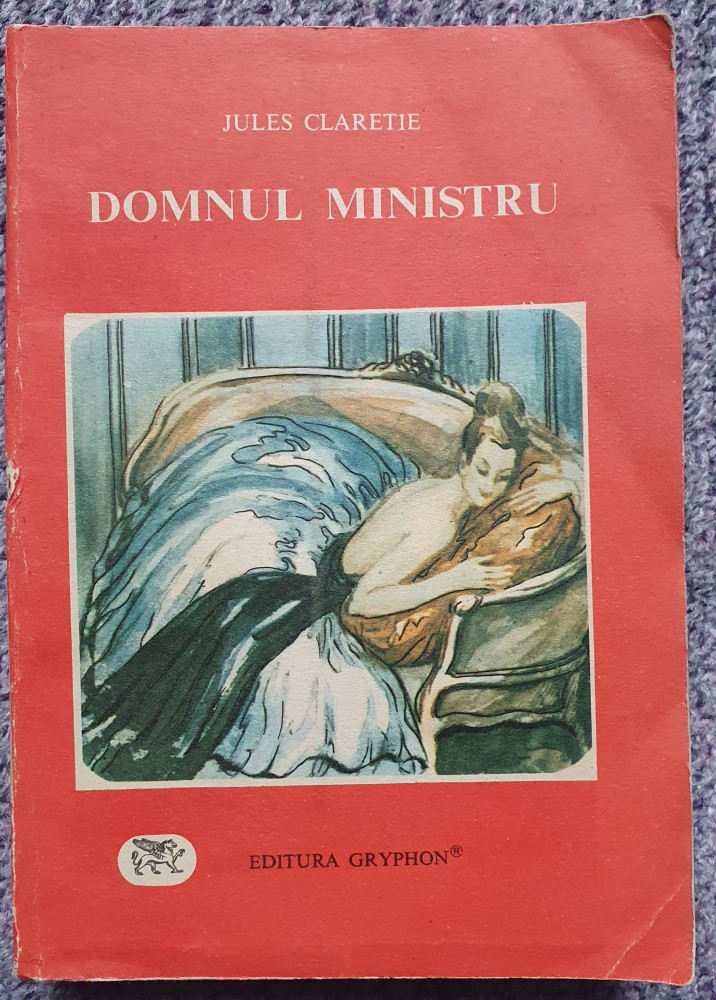 JULES CLARETIE
DOMNUL MINISTRU
EDITURA GRYPHON®